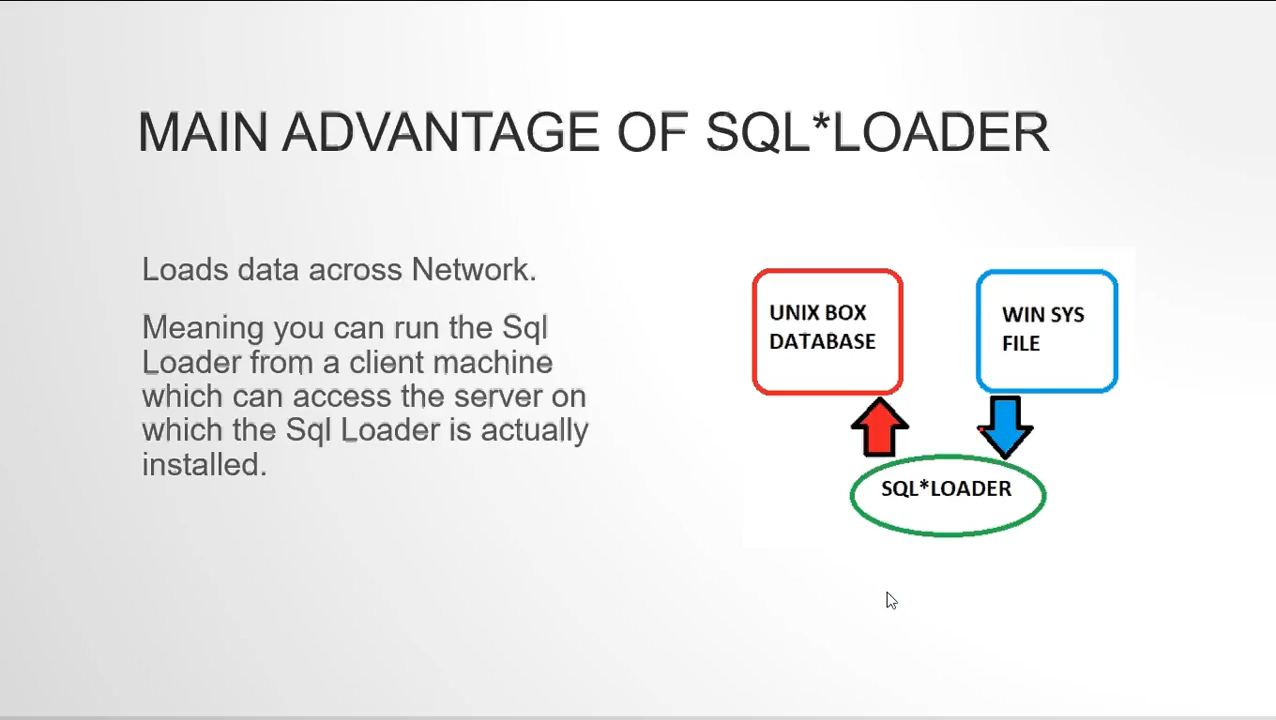 MAIN ADVANTAGE OF SQL*LOADER
Loads data across Network.
Meaning you can run the Sql
Loader from a client machine
which can access the server on
which the Sql Loader is actually
installed.
UNIX BOX
DATABASE
WIN SYS
FILE
SQL*LOADER